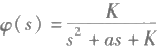 φ(s) = K / (s² + as + K)